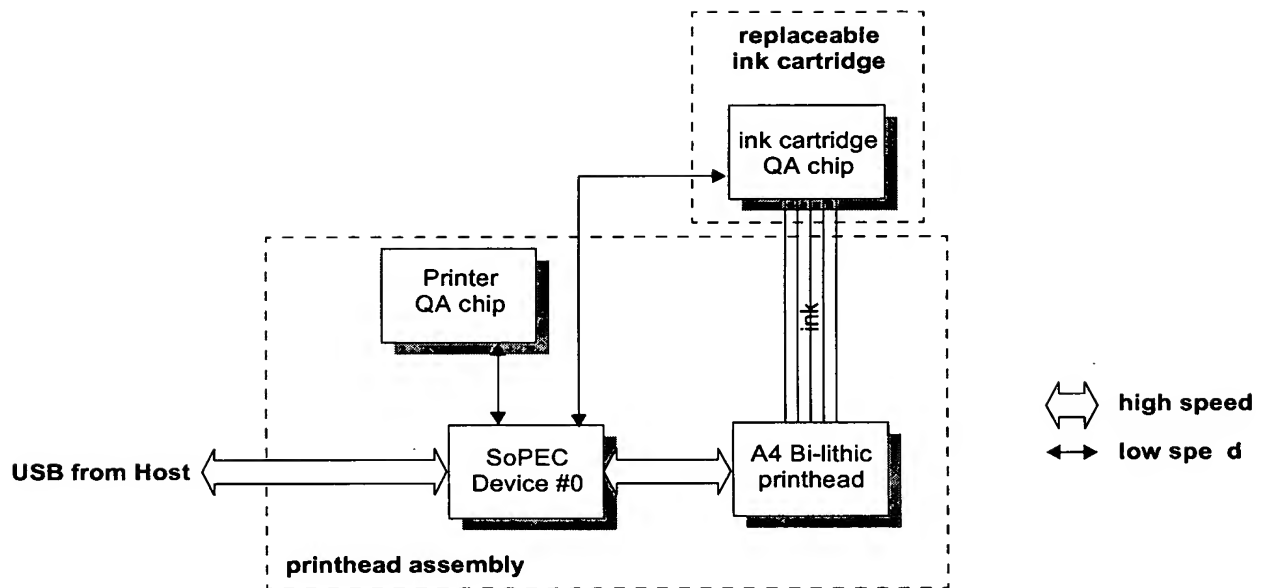 replaceable
ink cartridge
ink cartridge
QA chip
Printer
QA chip
ink
high speed
low spe d
USB from Host
SoPEC
Device #0
A4 Bi-lithic
printhead
printhead assembly